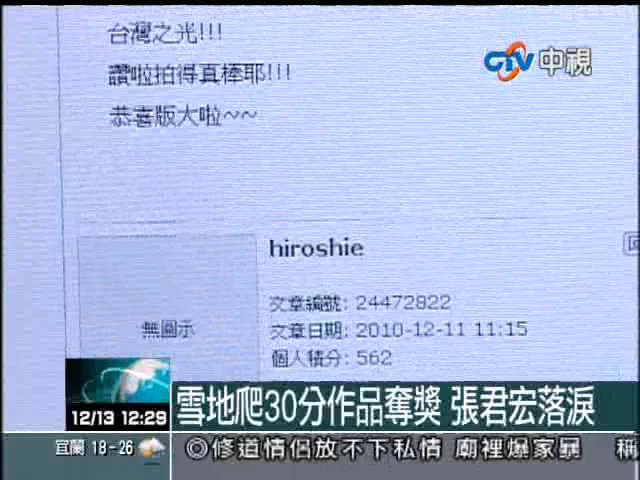 台灣之光!!!
讚啦拍得真棒耶!!!
恭喜版大啦~~
CTV中視
hiroshie
無圖示
文章編號: 24472822
文章日期: 2010-12-11 11:15
個人積分: 562
雪地爬30分作品奪獎 張君宏落淚
12/13 12:29
宜蘭 18-26
◎修道情侶放不下私情 廟裡爆家暴 稱